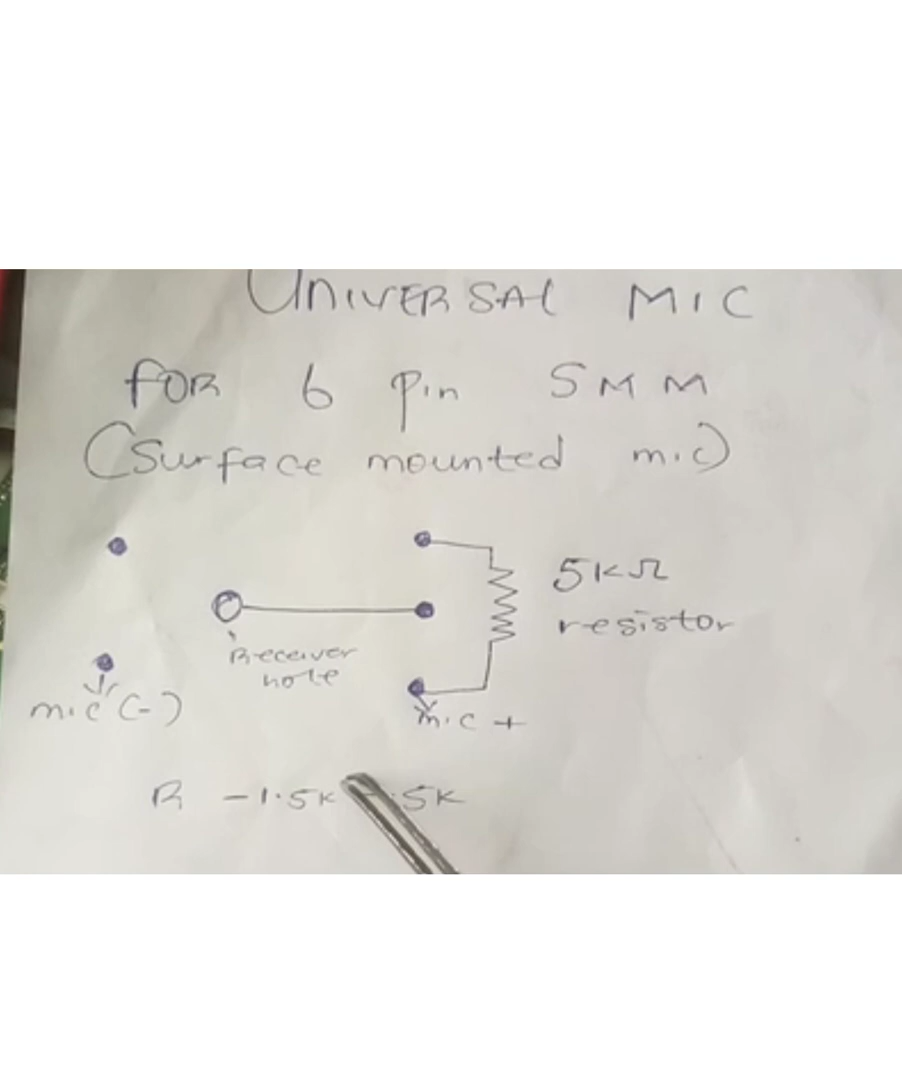 UNIVERSAL MIC
FOR 6 Pin SMM
(Surface mounted mic)
5KΩ
resistor
Receiver
hole
mic (-)
mic +
R - 1.5K 5K